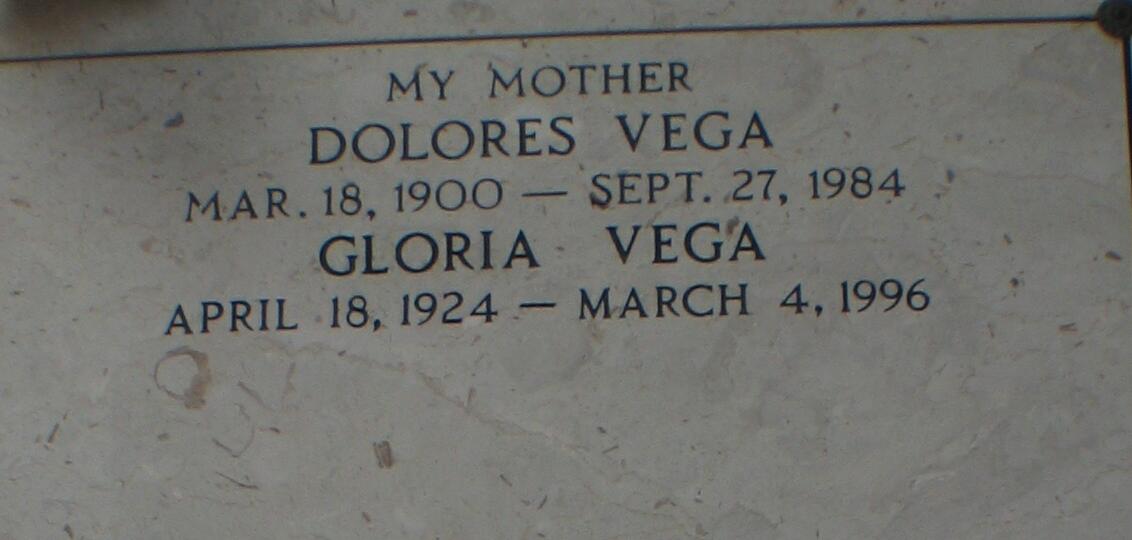 MY MOTHER
DOLORES VEGA
MAR. 18, 1900 — SEPT. 27, 1984
GLORIA VEGA
APRIL 18, 1924 — MARCH 4, 1996